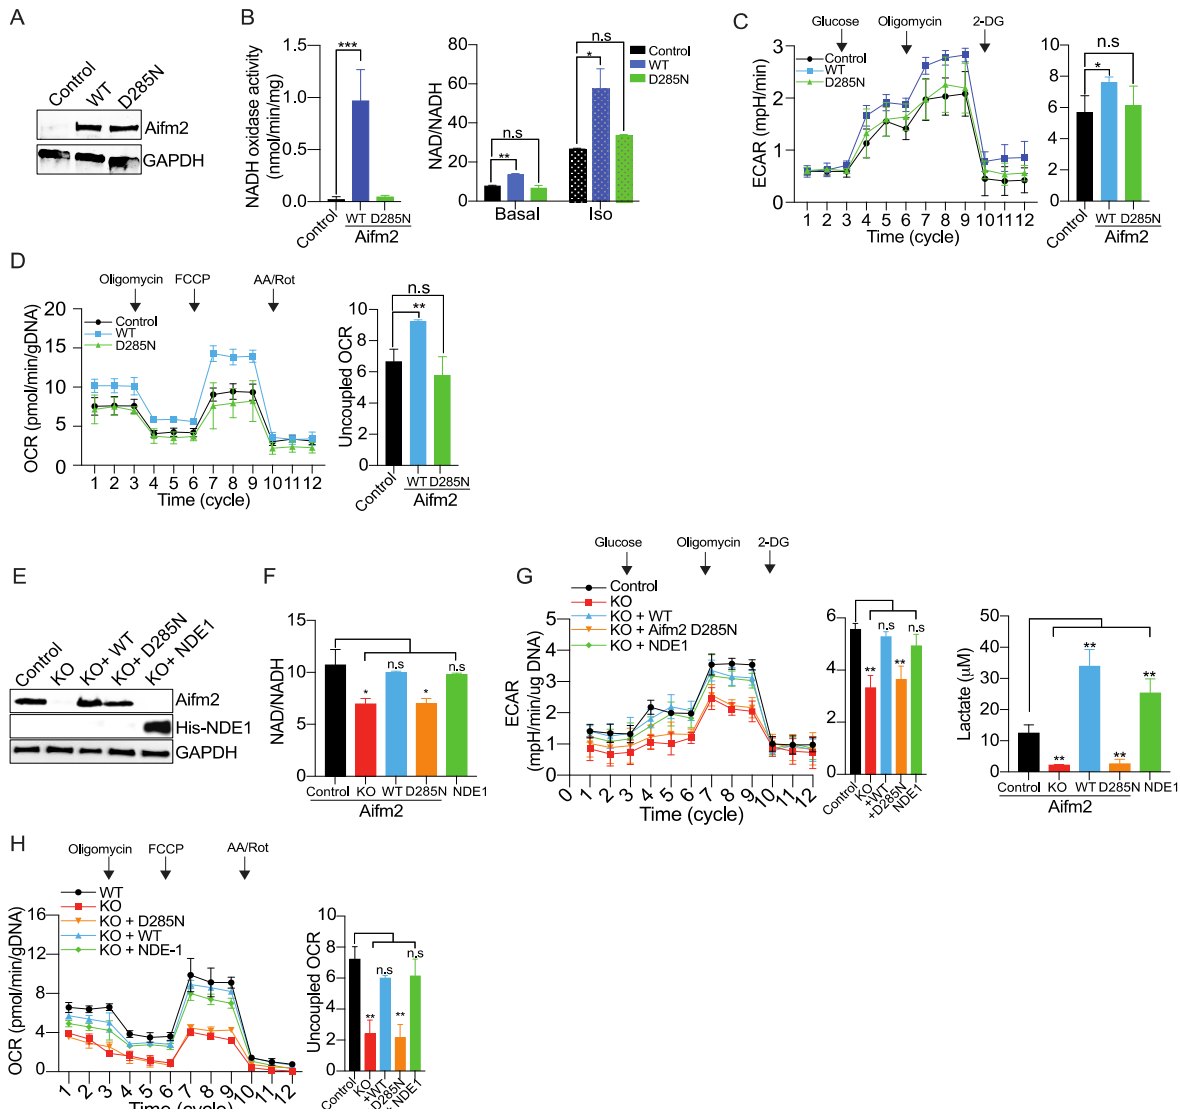 A
Control
WT
D285N
Aifm2
GAPDH
B
NADH oxidase activity
(nmol/min/mg)
1.5
1.0
0.5
0.0
***
Control
WT D285N
Aifm2
NAD/NADH
80
60
40
20
0
n.s
**
n.s
*
Basal
Iso
Control
WT
D285N
C
Glucose
Oligomycin
2-DG
Control
WT
D285N
ECAR (mpH/min)
3
2
1
0
1 2 3 4 5 6 7 8 9 10 11 12
Time (cycle)
10
8
6
4
2
0
n.s
*
Control
WT D285N
Aifm2
D
Oligomycin
FCCP
AA/Rot
Control
WT
D285N
OCR (pmol/min/gDNA)
20
15
10
5
0
1 2 3 4 5 6 7 8 9 10 11 12
Time (cycle)
Uncoupled OCR
10
8
6
4
2
0
n.s
**
Control
WT D285N
Aifm2
E
Control
KO
KO+ WT
KO+ D285N
KO+ NDE1
Aifm2
His-NDE1
GAPDH
F
NAD/NADH
15
10
5
0
*
n.s
*
n.s
Control KO WT D285N NDE1
Aifm2
G
Glucose
Oligomycin
2-DG
Control
KO
KO + WT
KO + Aifm2 D285N
KO + NDE1
ECAR
(mpH/min/ug DNA)
4
3
2
1
0
0 1 2 3 4 5 6 7 8 9 10 11 12
Time (cycle)
6
4
2
0
**
n.s
**
n.s
Control
KO
+WT
+D285N
NDE1
Lactate (μM)
50
40
30
20
10
0
**
**
**
**
Control KO WT D285N NDE1
Aifm2
H
Oligomycin
FCCP
AA/Rot
WT
KO
KO + D285N
KO + WT
KO + NDE-1
OCR (pmol/min/gDNA)
16
12
8
4
0
1 2 3 4 5 6 7 8 9 10 11 12
Time (cycle)
Uncoupled OCR
10
8
6
4
2
0
**
n.s
**
n.s
Control
KO
+WT
D285N
+ NDE1